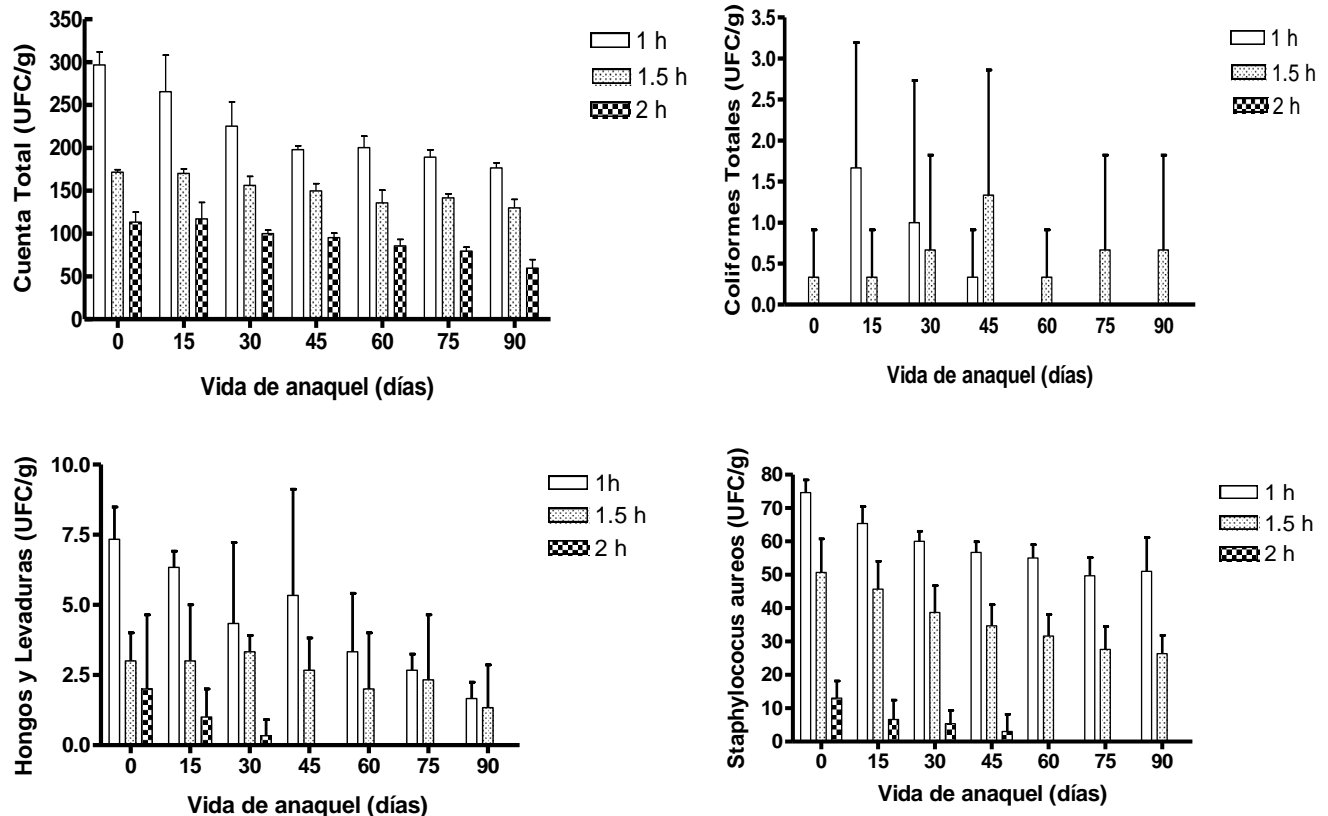 Cuenta Total (UFC/g)
350
300
250
200
150
100
50
0
0 15 30 45 60 75 90
Vida de anaquel (días)
1 h
1.5 h
2 h
Coliformes Totales (UFC/g)
3.5
3.0
2.5
2.0
1.5
1.0
0.5
0.0
0 15 30 45 60 75 90
Vida de anaquel (días)
1 h
1.5 h
2 h
Hongos y Levaduras (UFC/g)
10.0
7.5
5.0
2.5
0.0
0 15 30 45 60 75 90
Vida de anaquel (días)
1h
1.5 h
2 h
Staphylococus aureos (UFC/g)
80
70
60
50
40
30
20
10
0
0 15 30 45 60 75 90
Vida de anaquel (días)
1 h
1.5 h
2 h